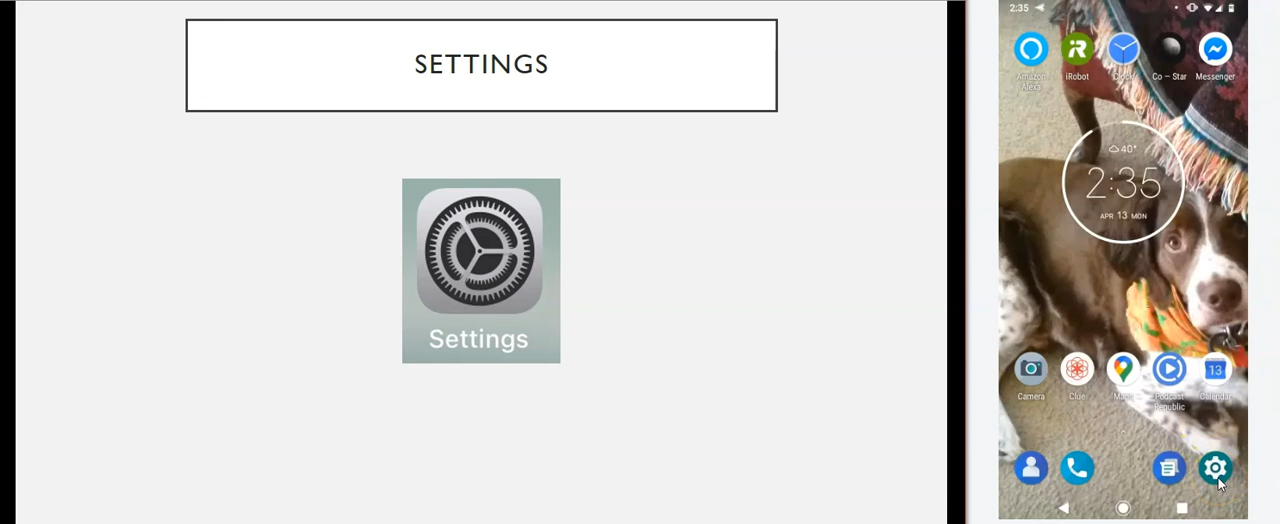 SETTINGS
Settings
2:35
Amazon
Alexa
iRobot
Clock
Co – Star
Messenger
40°
2:35
APR 13 MON
Camera
Clue
Maps
Podcast
Republic
13
Calendar